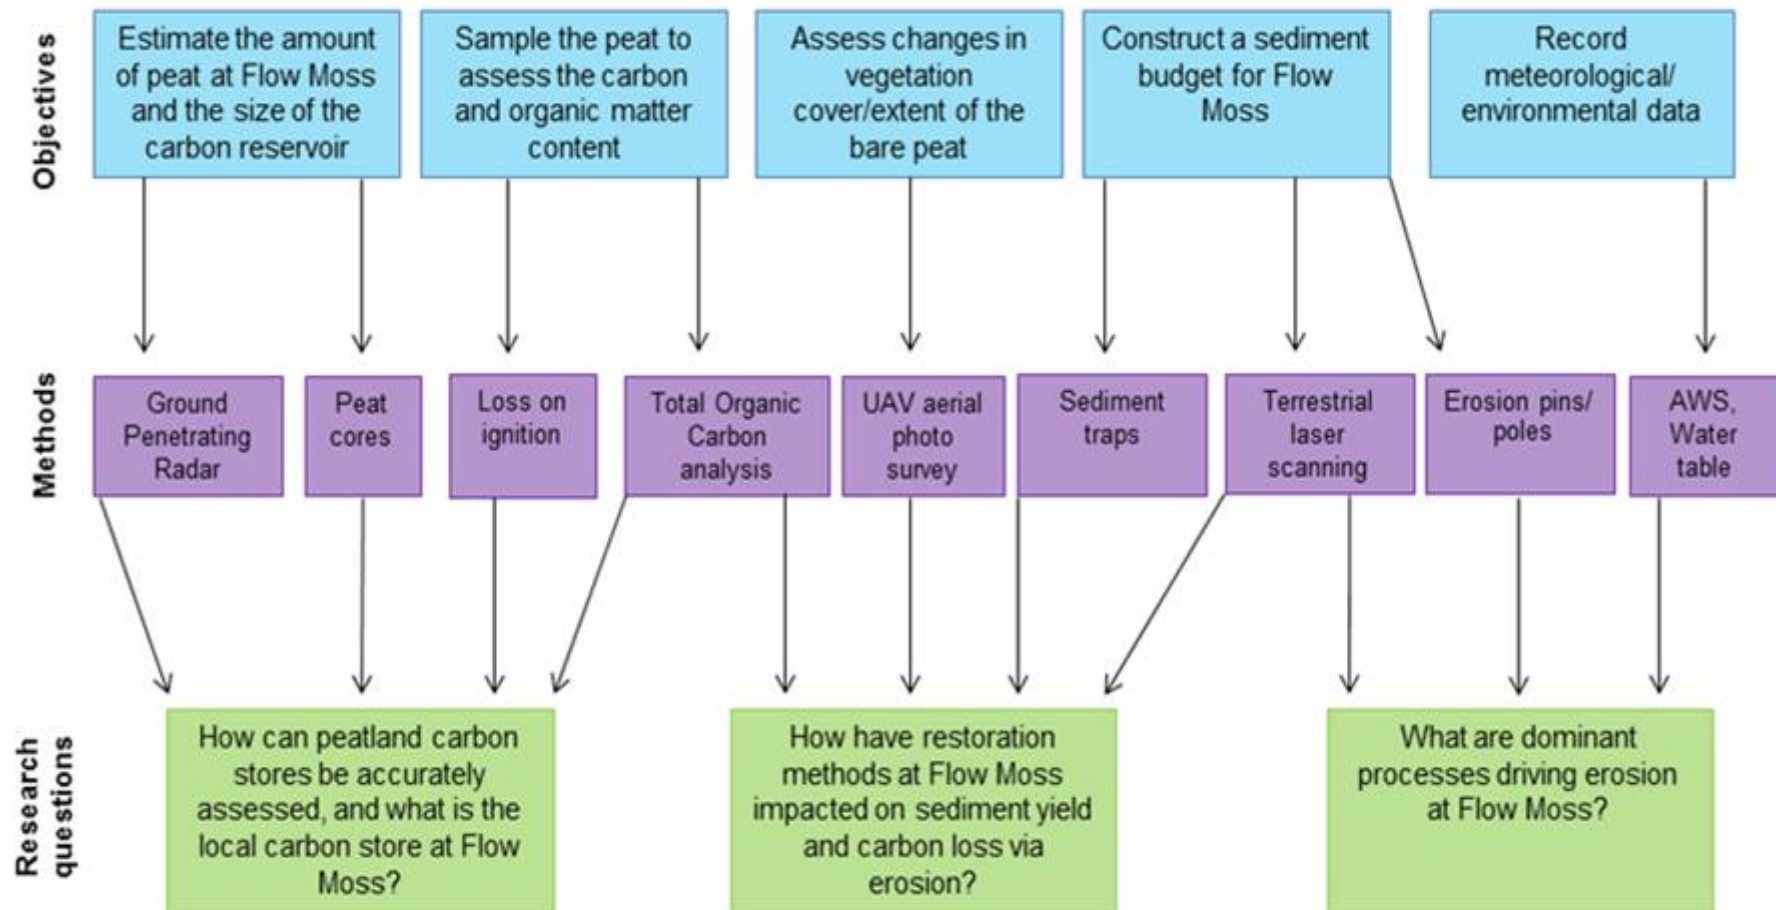 Objectives
Estimate the amount
of peat at Flow Moss
and the size of the
carbon reservoir
Sample the peat to
assess the carbon
and organic matter
content
Assess changes in
vegetation
cover/extent of the
bare peat
Construct a sediment
budget for Flow
Moss
Record
meteorological/
environmental data
Methods
Ground
Penetrating
Radar
Peat
cores
Loss on
ignition
Total Organic
Carbon
analysis
UAV aerial
photo
survey
Sediment
traps
Terrestrial
laser
scanning
Erosion pins/
poles
AWS,
Water
table
Research
questions
How can peatland carbon
stores be accurately
assessed, and what is the
local carbon store at Flow
Moss?
How have restoration
methods at Flow Moss
impacted on sediment yield
and carbon loss via
erosion?
What are dominant
processes driving erosion
at Flow Moss?